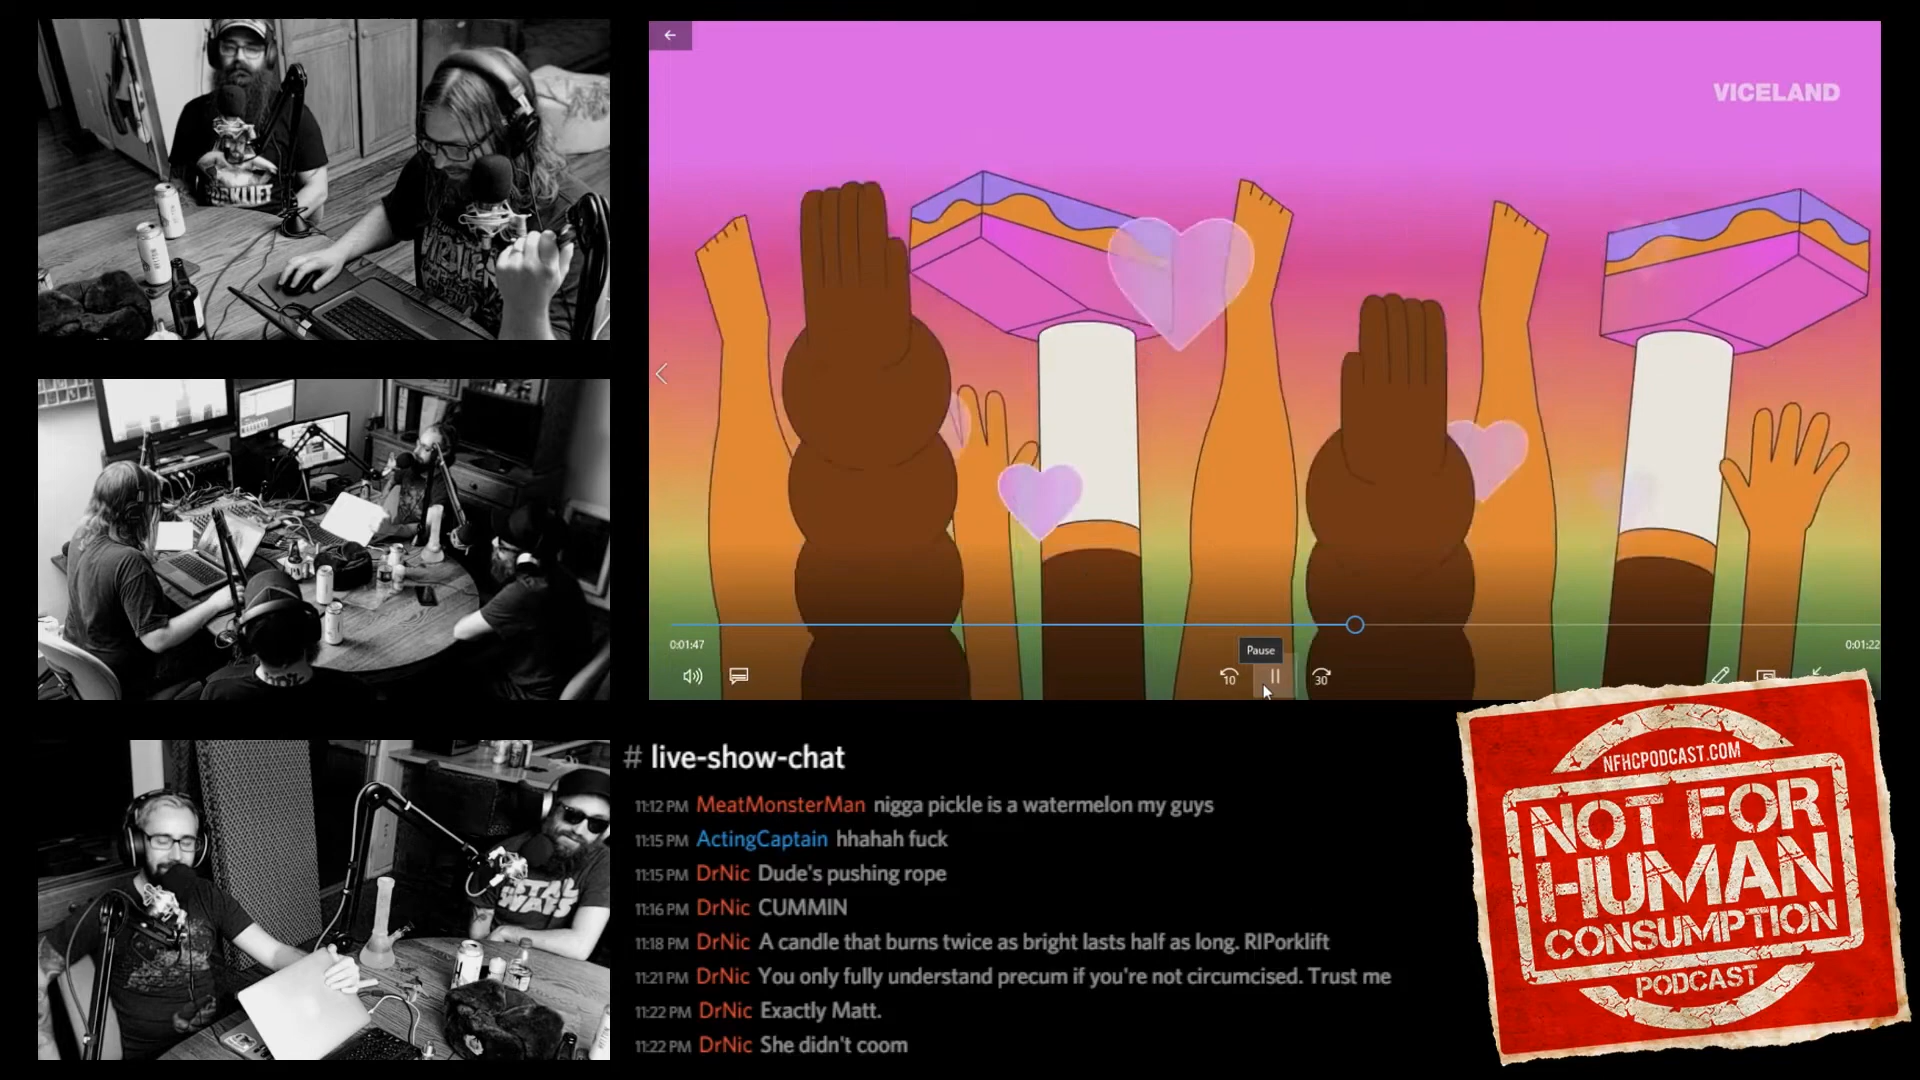 RKLIFT
VICELAND
0:01:47
Pause
0:01:22
10
30
# live-show-chat
11:12 PM MeatMonsterMan nigga pickle is a watermelon my guys
11:15 PM ActingCaptain hhahah fuck
11:15 PM DrNic Dude's pushing rope
11:16 PM DrNic CUMMIN
11:18 PM DrNic A candle that burns twice as bright lasts half as long. RIPorklift
11:21 PM DrNic You only fully understand precum if you're not circumcised. Trust me
11:22 PM DrNic Exactly Matt.
11:22 PM DrNic She didn't coom
NFHCPODCAST.COM
NOT FOR
HUMAN
CONSUMPTION
PODCAST